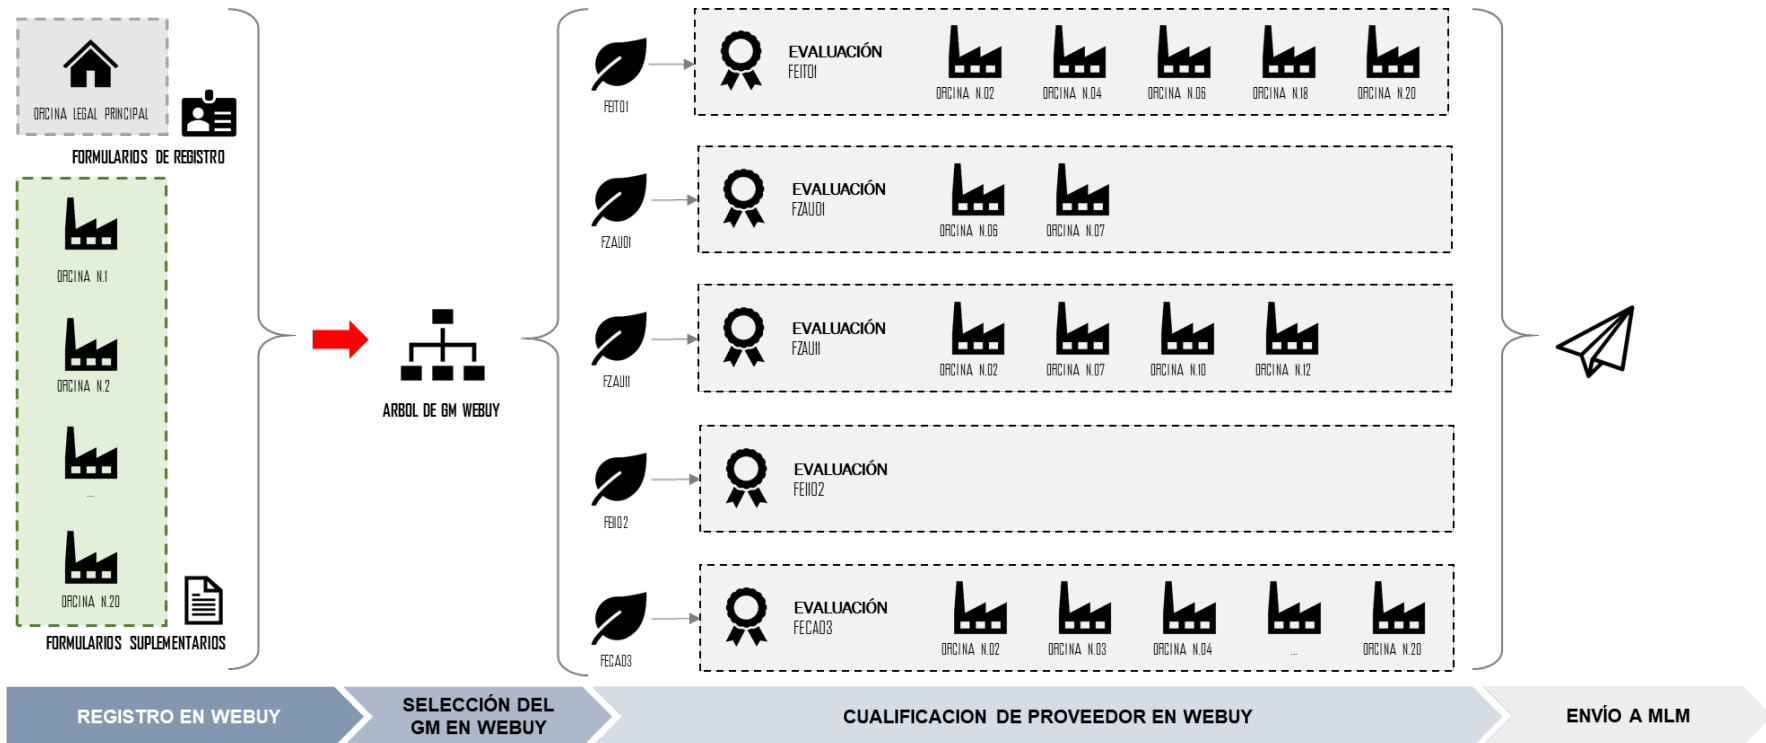 OFICINA LEGAL PRINCIPAL
FORMULARIOS DE REGISTRO
OFICINA N.1
OFICINA N.2
...
OFICINA N.20
FORMULARIOS SUPLEMENTARIOS
ARBOL DE GM WEBUY
FEIT01
EVALUACIÓN
FEIT01
OFICINA N.02
OFICINA N.04
OFICINA N.06
OFICINA N.18
OFICINA N.20
FZAU01
EVALUACIÓN
FZAU01
OFICINA N.06
OFICINA N.07
FZAU11
EVALUACIÓN
FZAU11
OFICINA N.02
OFICINA N.07
OFICINA N.10
OFICINA N.12
FEII02
EVALUACIÓN
FEII02
FECA03
EVALUACIÓN
FECA03
OFICINA N.02
OFICINA N.03
OFICINA N.04
...
OFICINA N.20
REGISTRO EN WEBUY
SELECCIÓN DEL
GM EN WEBUY
CUALIFICACION DE PROVEEDOR EN WEBUY
ENVÍO A MLM